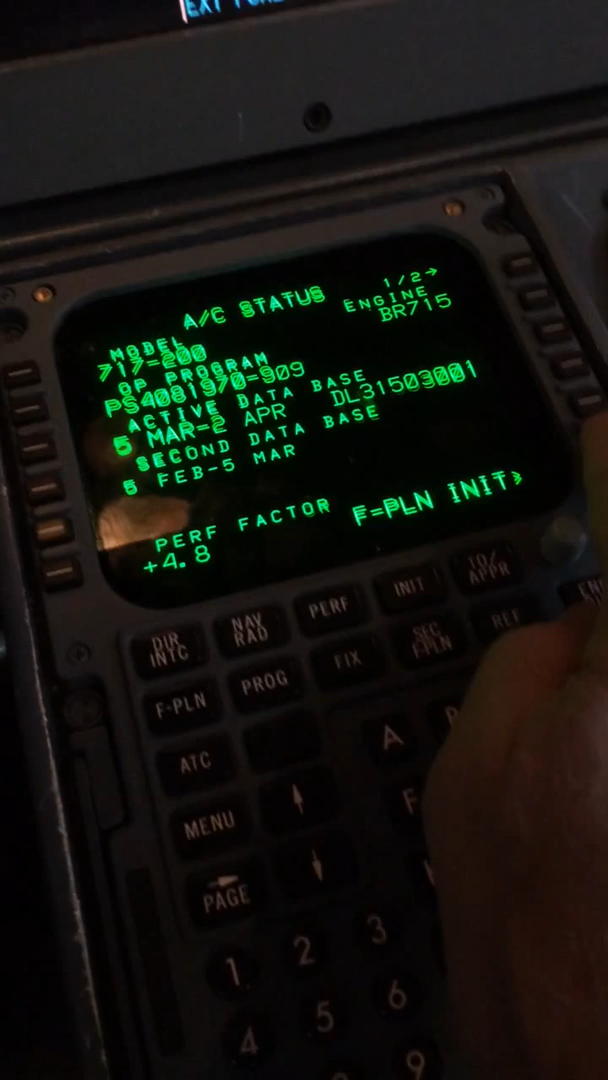 A/C STATUS 1/2→
MODEL ENGINE
717-200 BR715
OP PROGRAM
PS4081970-909
ACTIVE DATA BASE
5 MAR-2 APR DL31503001
SECOND DATA BASE
5 FEB-5 MAR
PERF FACTOR
+4.8 F-PLN INIT>
DIR INTC
NAV RAD
PERF
INIT
TO/ APPR
F-PLN
PROG
FIX
SEC F-PLN
REF
ATC
A
MENU
↑
F
PAGE
→
↓
1 2 3
4 5 6
9